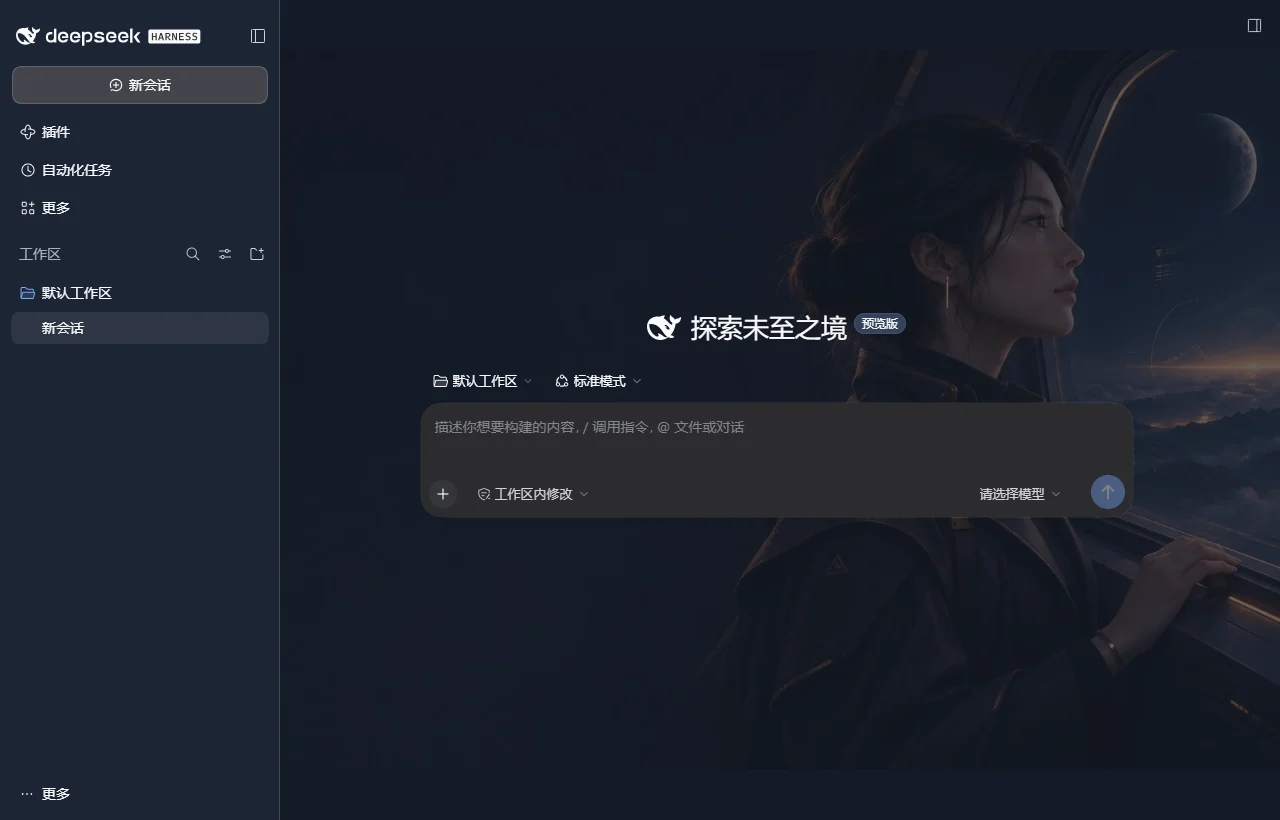 deepseek HARNESS
新会话
插件
自动化任务
更多
工作区
默认工作区
新会话
更多
探索未至之境 预览版
默认工作区 标准模式
描述你想要构建的内容, / 调用指令, @ 文件或对话
工作区内修改 请选择模型